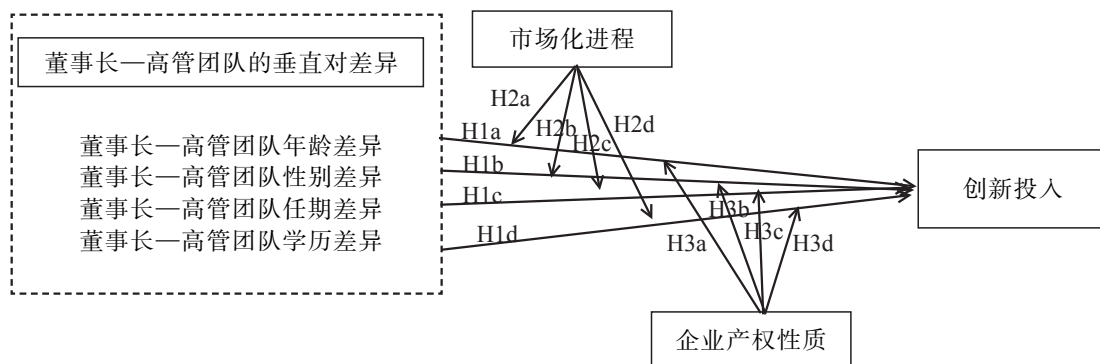 市场化进程
董事长—高管团队的垂直对差异
H2a
H2b
H2c
H2d
H1a
H1b
H1c
H1d
董事长—高管团队年龄差异
董事长—高管团队性别差异
董事长—高管团队任期差异
董事长—高管团队学历差异
创新投入
H3a
H3b
H3c
H3d
企业产权性质